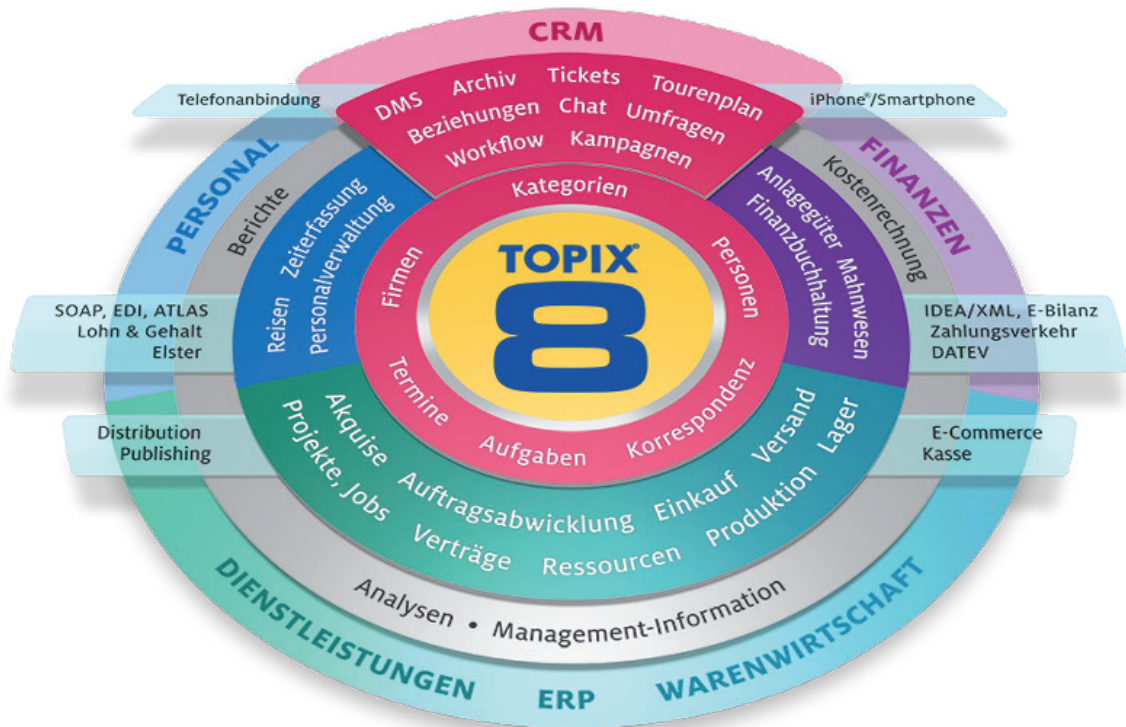 CRM
DMS Archiv Tickets Tourenplan
Beziehungen Chat Umfragen
Workflow Kampagnen
Telefonanbindung
iPhone®/Smartphone
PERSONAL
Berichte
Reisen Zeiterfassung
Personalverwaltung
FINANZEN
Kostenrechnung
Anlagegüter Mahnwesen
Finanzbuchhaltung
Kategorien
Firmen
Personen
TOPIX®
8
Termine
Aufgaben
Korrespondenz
SOAP, EDI, ATLAS
Lohn & Gehalt
Elster
IDEA/XML, E-Bilanz
Zahlungsverkehr
DATEV
Distribution
Publishing
E-Commerce
Kasse
Akquise Auftragsabwicklung Einkauf Versand
Projekte, Jobs Verträge Ressourcen Produktion Lager
Analysen • Management-Information
DIENSTLEISTUNGEN ERP WARENWIRTSCHAFT